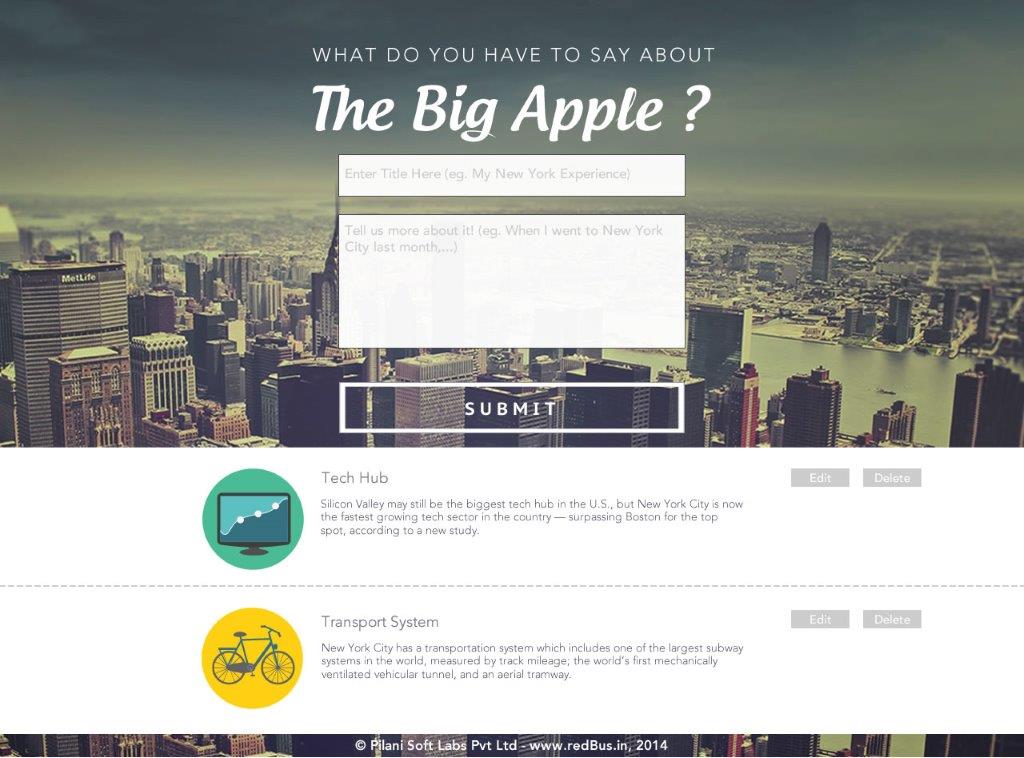 WHAT DO YOU HAVE TO SAY ABOUT
The Big Apple ?
Enter Title Here (eg. My New York Experience)
Tell us more about it! (eg. When I went to New York
City last month,...)
MetLife
SUBMIT
Tech Hub
Edit
Delete
Silicon Valley may still be the biggest tech hub in the U.S., but New York City is now
the fastest growing tech sector in the country — surpassing Boston for the top
spot, according to a new study.
Transport System
Edit
Delete
New York City has a transportation system which includes one of the largest subway
systems in the world, measured by track mileage; the world's first mechanically
ventilated vehicular tunnel, and an aerial tramway.
© Pilani Soft Labs Pvt Ltd - www.redBus.in, 2014